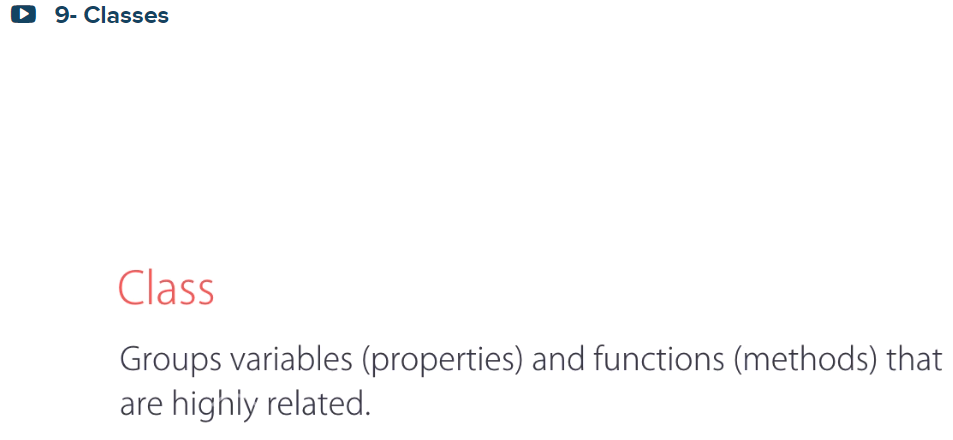 9- Classes
Class
Groups variables (properties) and functions (methods) that
are highly related.